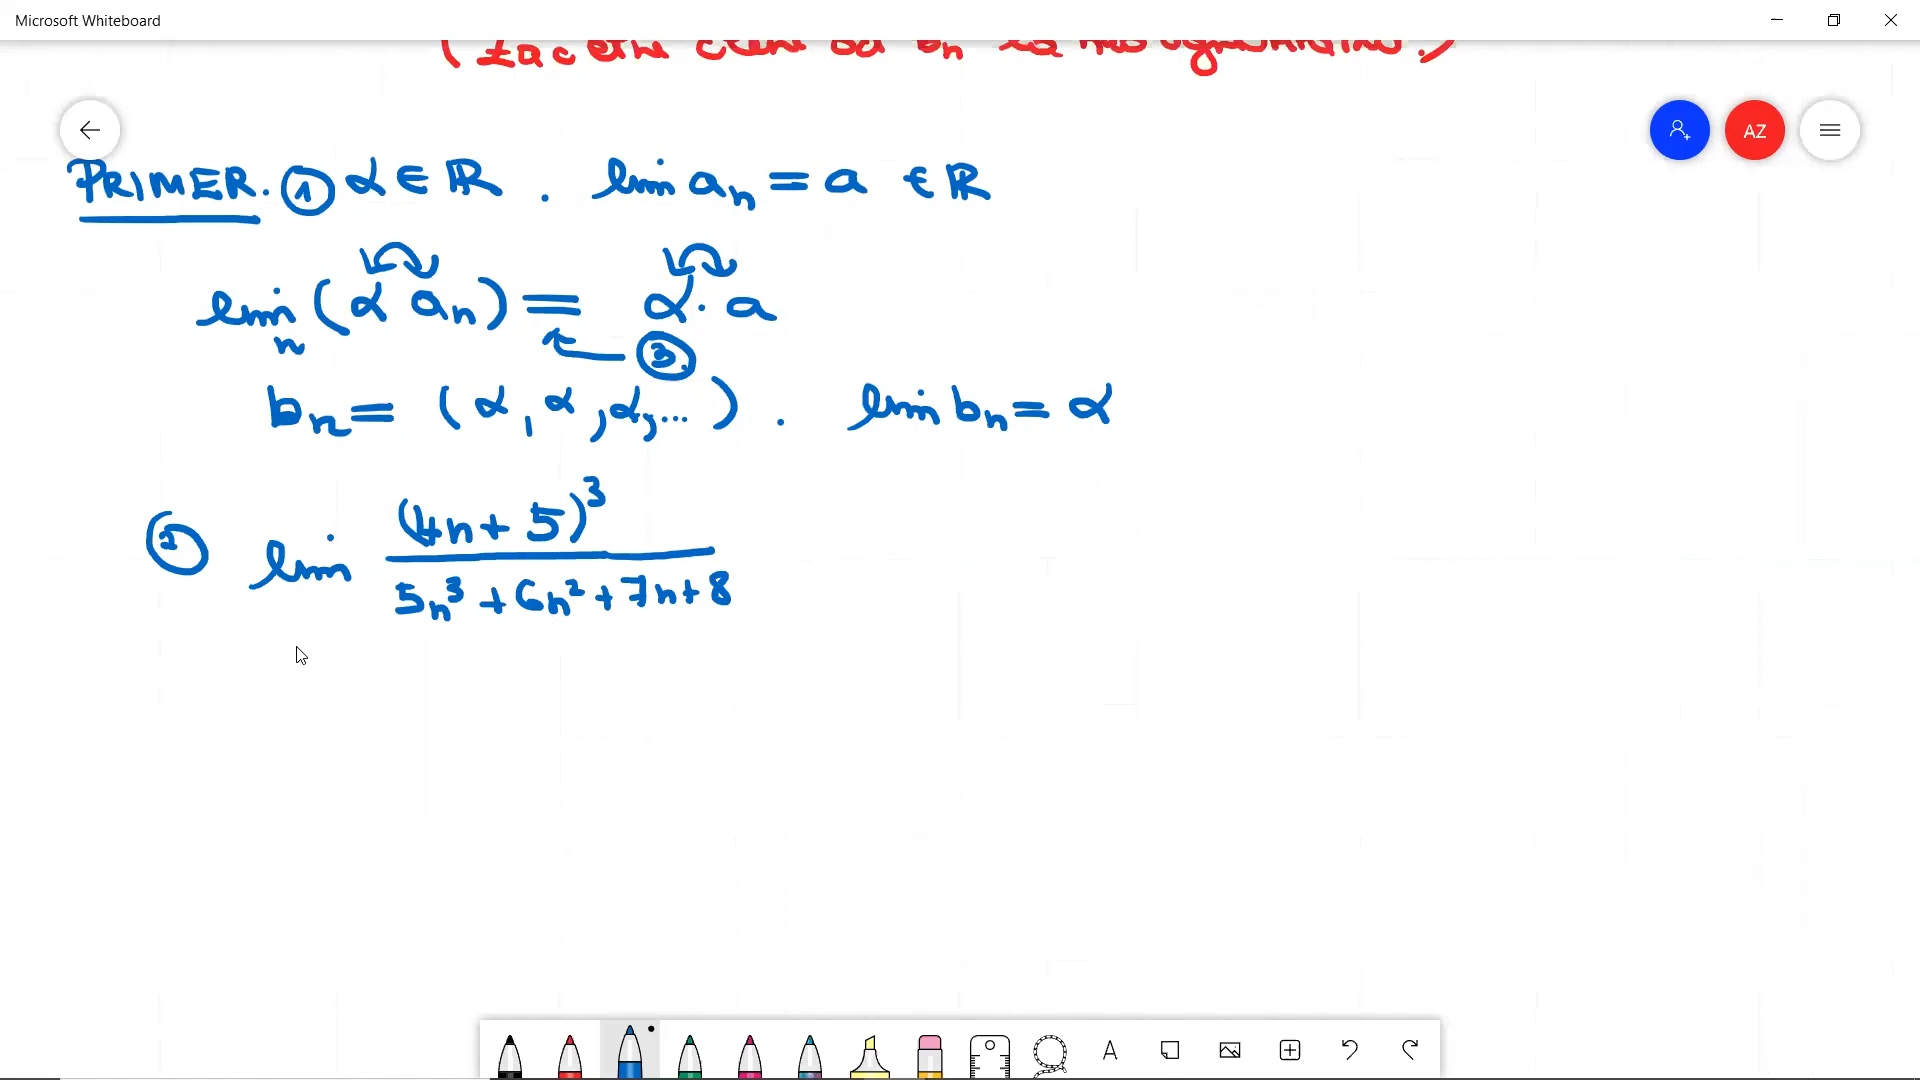 Microsoft Whiteboard
AZ
PRIMER. ① α ∈ ℝ . lim aₙ = a ∈ ℝ
lim (α aₙ) = α · a
n
③
bₙ = (α, α, α, ...) . lim bₙ = α
② lim (4n + 5)³
5n³ + 6n² + 7n + 8